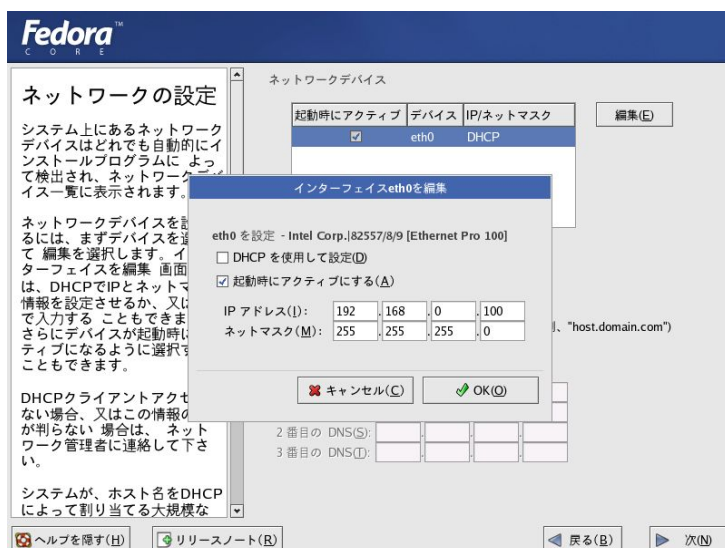 Fedora™
CORE
ネットワークの設定
システム上にあるネットワーク
デバイスはどれでも自動的にイ
ンストールプログラムに よっ
て検出され、ネットワークデバ
イス一覧に表示されます。
ネットワークデバイスを設
るには、まずデバイスを選
て 編集を選択します。イ
ターフェイスを編集 画面
は、DHCPでIPとネットマ
情報を設定させるか、又は
で入力する こともできま
さらにデバイスが起動時に
ティブになるように選択す
こともできます。
DHCPクライアントアクセ
ない場合、又はこの情報の
が判らない 場合は、 ネット
ワーク管理者に連絡して下さ
い。
システムが、ホスト名をDHCP
によって割り当てる大規模な
ネットワークデバイス
起動時にアクティブ デバイス IP/ネットマスク
eth0 DHCP
編集(E)
インターフェイスeth0を編集
eth0 を設定 - Intel Corp.|82557/8/9 [Ethernet Pro 100]
DHCP を使用して設定(D)
起動時にアクティブにする(A)
IP アドレス(I): 192 . 168 . 0 . 100
ネットマスク(M): 255 . 255 . 255 . 0
キャンセル(C) OK(O)
、"host.domain.com")
2 番目の DNS(S):
3 番目の DNS(T):
ヘルプを隠す(H) リリースノート(R) 戻る(B) 次(N)